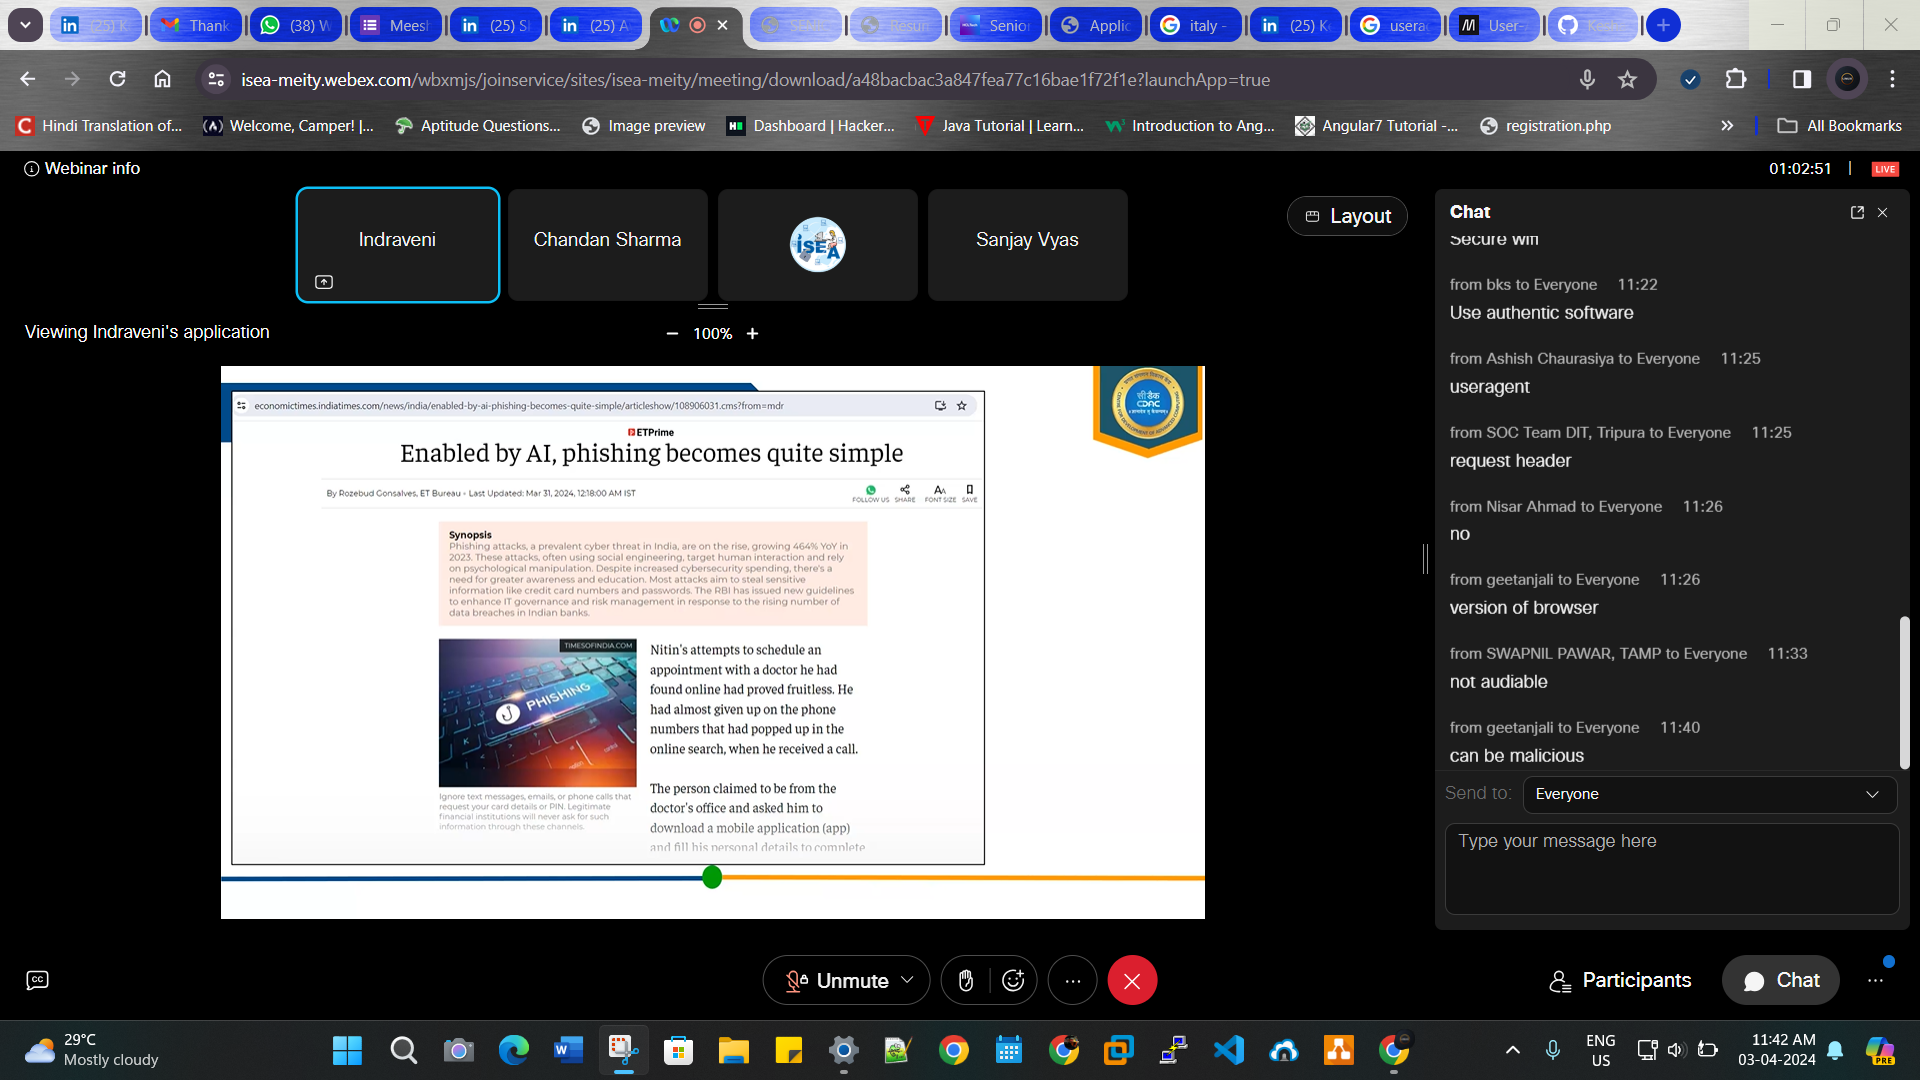 (25) K
Thank
(38) W
Meesh
(25) Si
(25) A
SEMr
Resun
Senior
Applic
italy -
(25) K
userag
User-
isea-meity.webex.com/wbxmjs/joinservice/sites/isea-meity/meeting/download/a48bacbac3a847fea77c16bae1f72f1e?launchApp=true
Hindi Translation of...
Welcome, Camper! |...
Aptitude Questions...
Image preview
Dashboard | Hacker...
Java Tutorial | Learn...
Introduction to Ang...
Angular7 Tutorial -...
registration.php
All Bookmarks
Webinar info
01:02:51
LIVE
Indraveni
Chandan Sharma
ISEA
Sanjay Vyas
Layout
Viewing Indraveni's application
100%
economictimes.indiatimes.com/news/india/enabled-by-ai-phishing-becomes-quite-simple/articleshow/108906031.cms?from=mdr
ETPrime
Enabled by AI, phishing becomes quite simple
By Rozebud Gonsalves, ET Bureau - Last Updated: Mar 31, 2024, 12:18:00 AM IST
FOLLOW US
SHARE
FONT SIZE
SAVE
Synopsis
Phishing attacks, a prevalent cyber threat in India, are on the rise, growing 464% YoY in
2023. These attacks, often using social engineering, target human interaction and rely
on psychological manipulation. Despite increased cybersecurity spending, there's a
need for greater awareness and education. Most attacks aim to steal sensitive
information like credit card numbers and passwords. The RBI has issued new guidelines
to enhance IT governance and risk management in response to the rising number of
data breaches in Indian banks.
TIMESOFINDIA.COM
PHISHING
Ignore text messages, emails, or phone calls that
request your card details or PIN. Legitimate
financial institutions will never ask for such
information through these channels.
Nitin's attempts to schedule an
appointment with a doctor he had
found online had proved fruitless. He
had almost given up on the phone
numbers that had popped up in the
online search, when he received a call.
The person claimed to be from the
doctor's office and asked him to
download a mobile application (app)
and fill his personal details to complete
सी डैक
CDAC
Chat
Secure wifi
from bks to Everyone 11:22
Use authentic software
from Ashish Chaurasiya to Everyone 11:25
useragent
from SOC Team DIT, Tripura to Everyone 11:25
request header
from Nisar Ahmad to Everyone 11:26
no
from geetanjali to Everyone 11:26
version of browser
from SWAPNIL PAWAR, TAMP to Everyone 11:33
not audiable
from geetanjali to Everyone 11:40
can be malicious
Send to:
Everyone
Type your message here
Unmute
Participants
Chat
29°C
Mostly cloudy
ENG
US
11:42 AM
03-04-2024
PRE